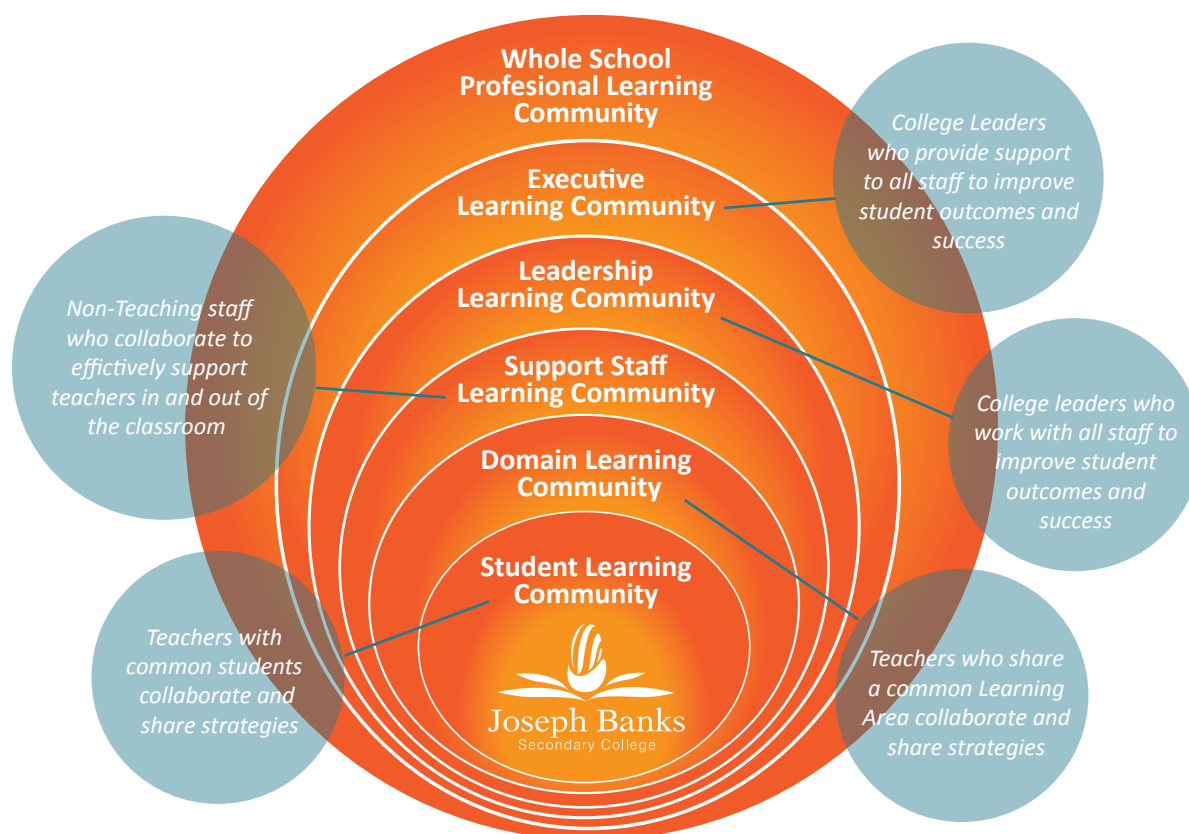 Whole School
Profesional Learning
Community
College Leaders
who provide support
to all staff to improve
student outcomes and
success
Executive
Learning Community
Leadership
Learning Community
Non-Teaching staff
who collaborate to
effictively support
teachers in and out of
the classroom
Support Staff
Learning Community
College leaders who
work with all staff to
improve student
outcomes and
success
Domain Learning
Community
Student Learning
Community
Teachers with
common students
collaborate and
share strategies
Teachers who share
a common Learning
Area collaborate and
share strategies
Joseph Banks
Secondary College